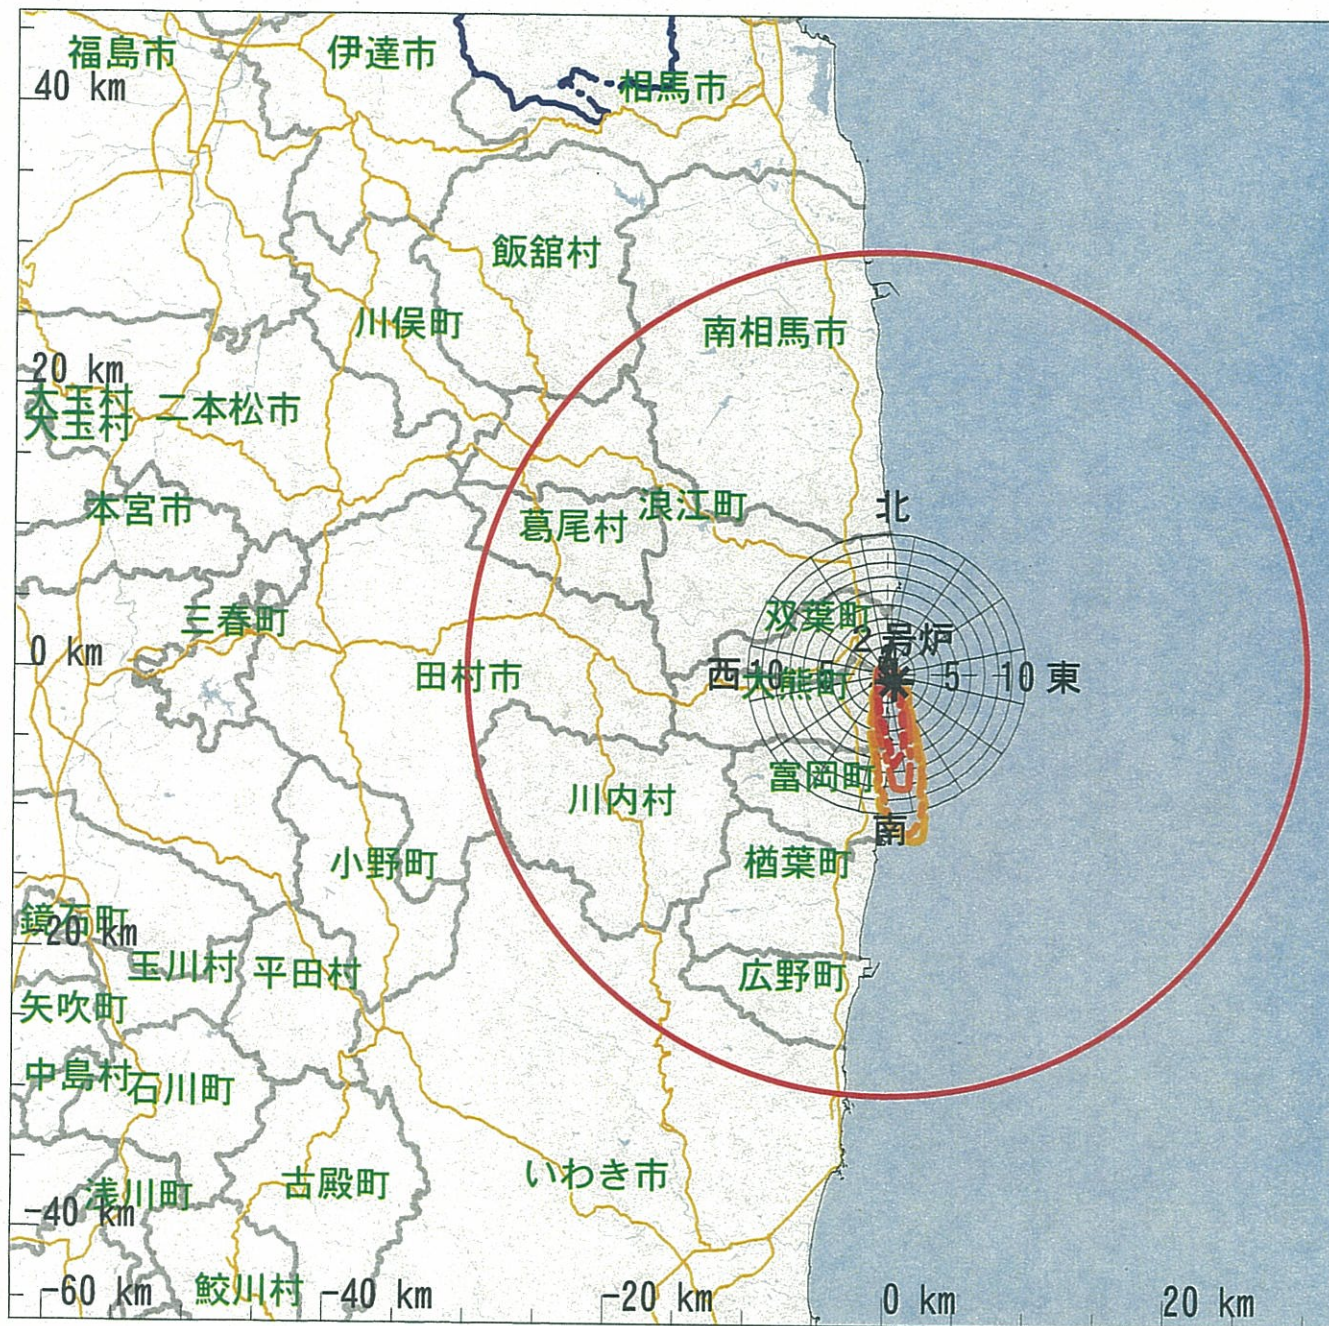 福島市
伊達市
40 km
相馬市
飯舘村
川俣町
南相馬市
20 km
大玉村
大玉村
二本松市
本宮市
葛尾村
浪江町
北
三春町
双葉町
2号炉
0 km
田村市
西
10
5
大熊町
5
10
東
富岡町
川内村
南
小野町
楢葉町
鏡石町
-20 km
玉川村
平田村
広野町
矢吹町
中島村
石川町
浅川町
古殿町
いわき市
-40 km
鮫川村
-60 km
-40 km
-20 km
0 km
20 km